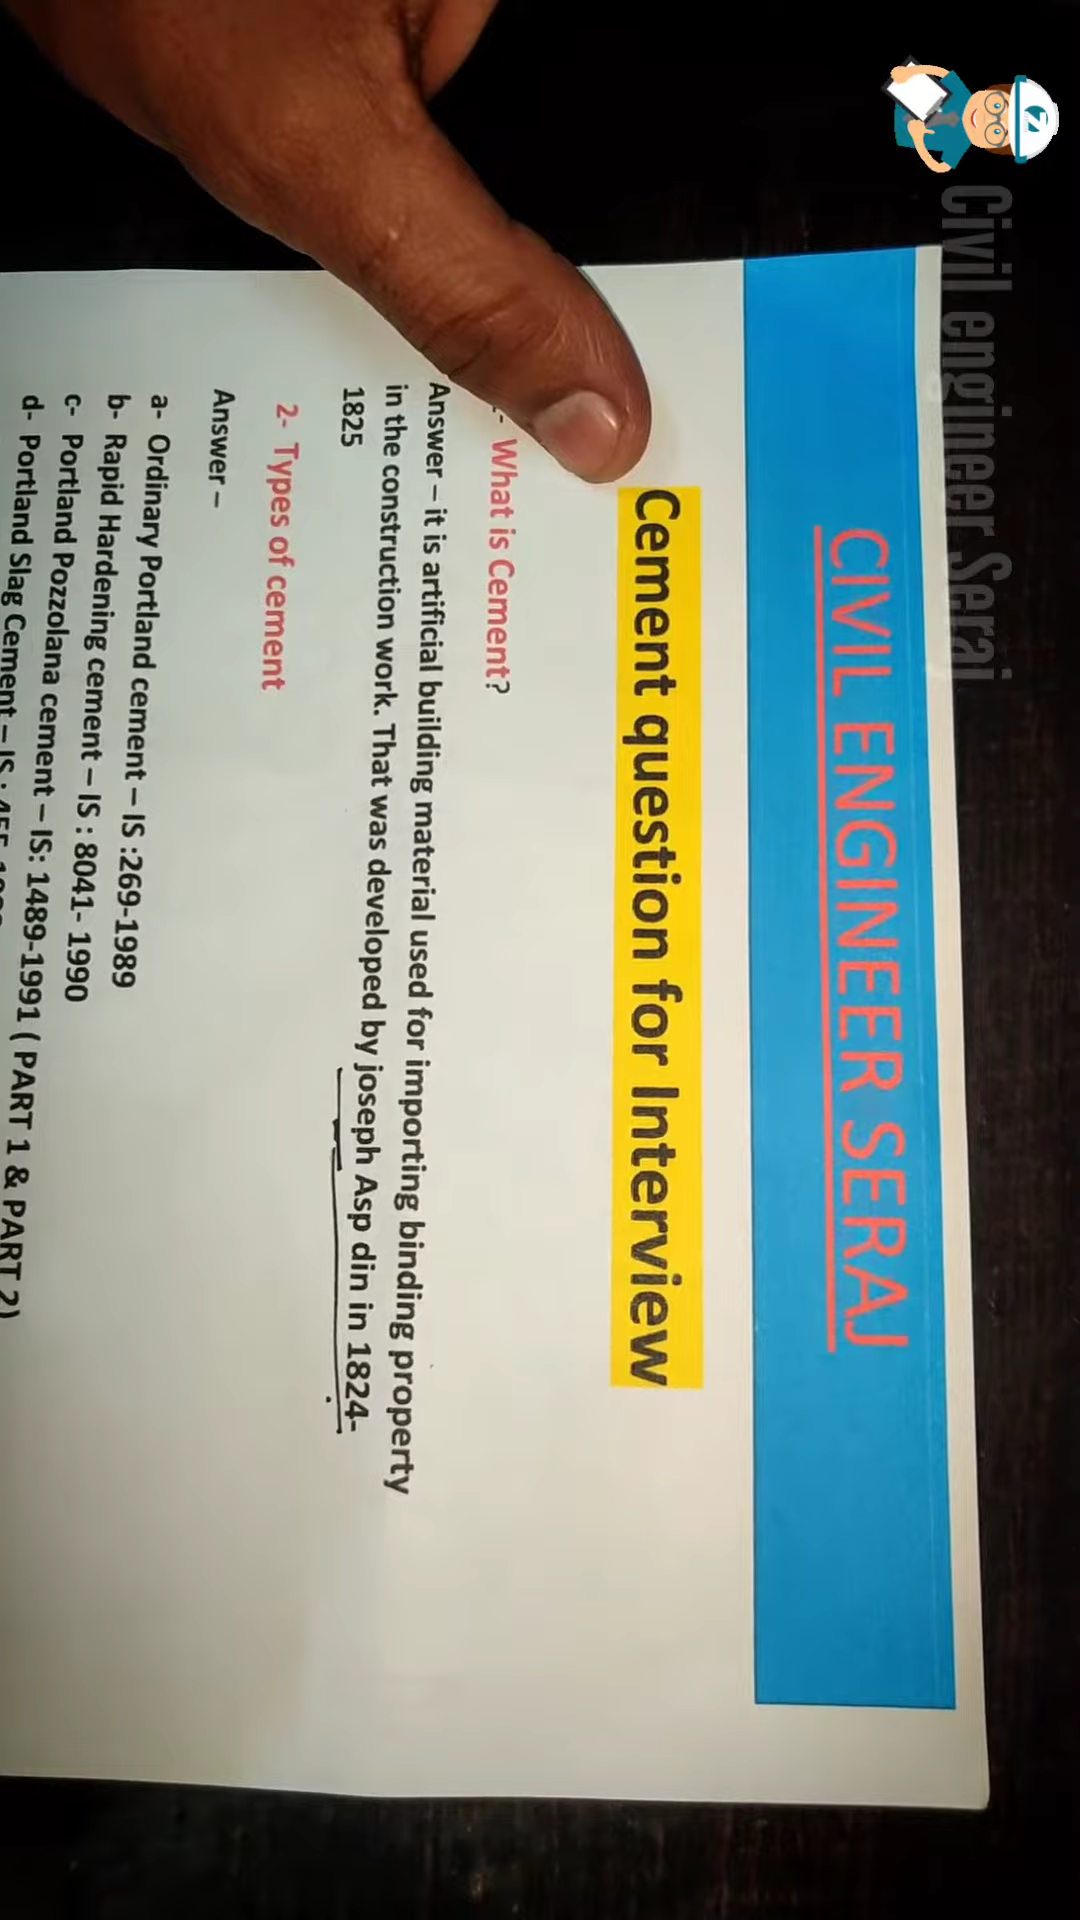 Civil engineer Seraj
CIVIL ENGINEER SERAJ
Cement question for Interview
- What is Cement?
Answer – it is artificial building material used for importing binding property
in the construction work. That was developed by joseph Asp din in 1824-
1825
2- Types of cement
Answer –
a- Ordinary Portland cement – IS :269-1989
b- Rapid Hardening cement – IS : 8041- 1990
c- Portland Pozzolana cement – IS: 1489-1991 ( PART 1 & PART 2)
d- Portland Slag Cement – IS : 455